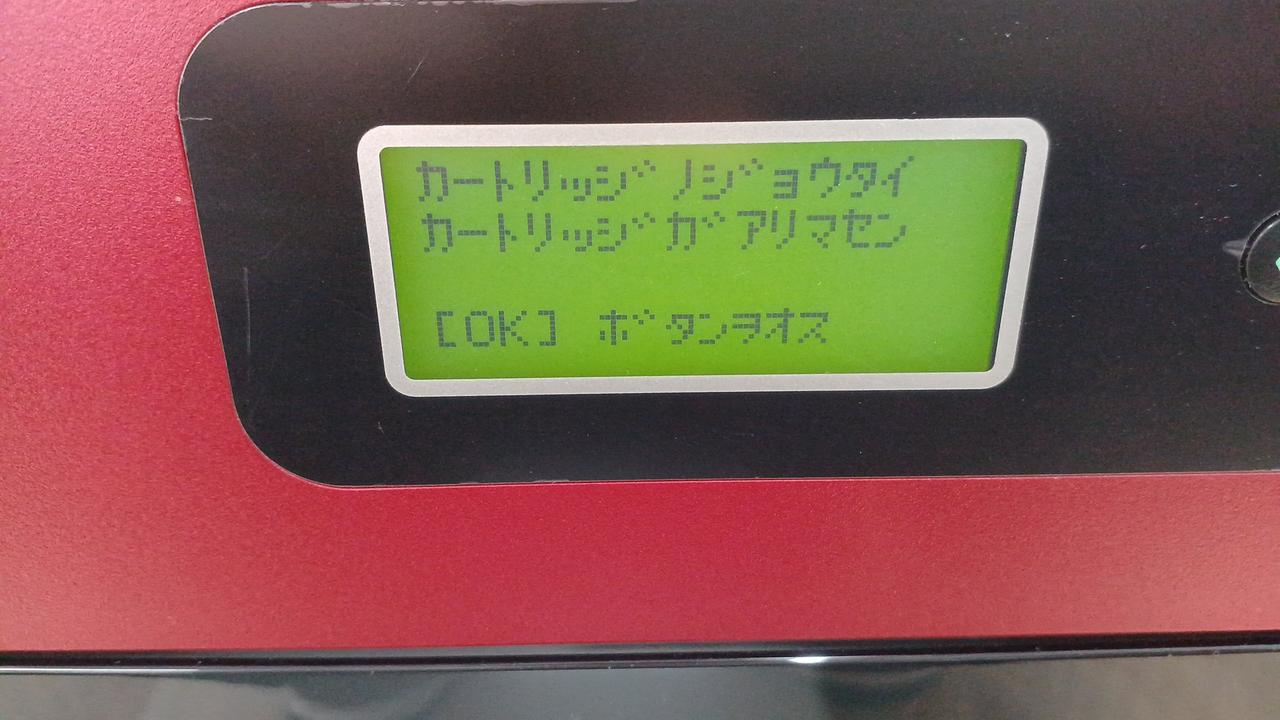 カートリッジノジョウタイ
カートリッジガアリマセン
[OK] ボタンヲオス